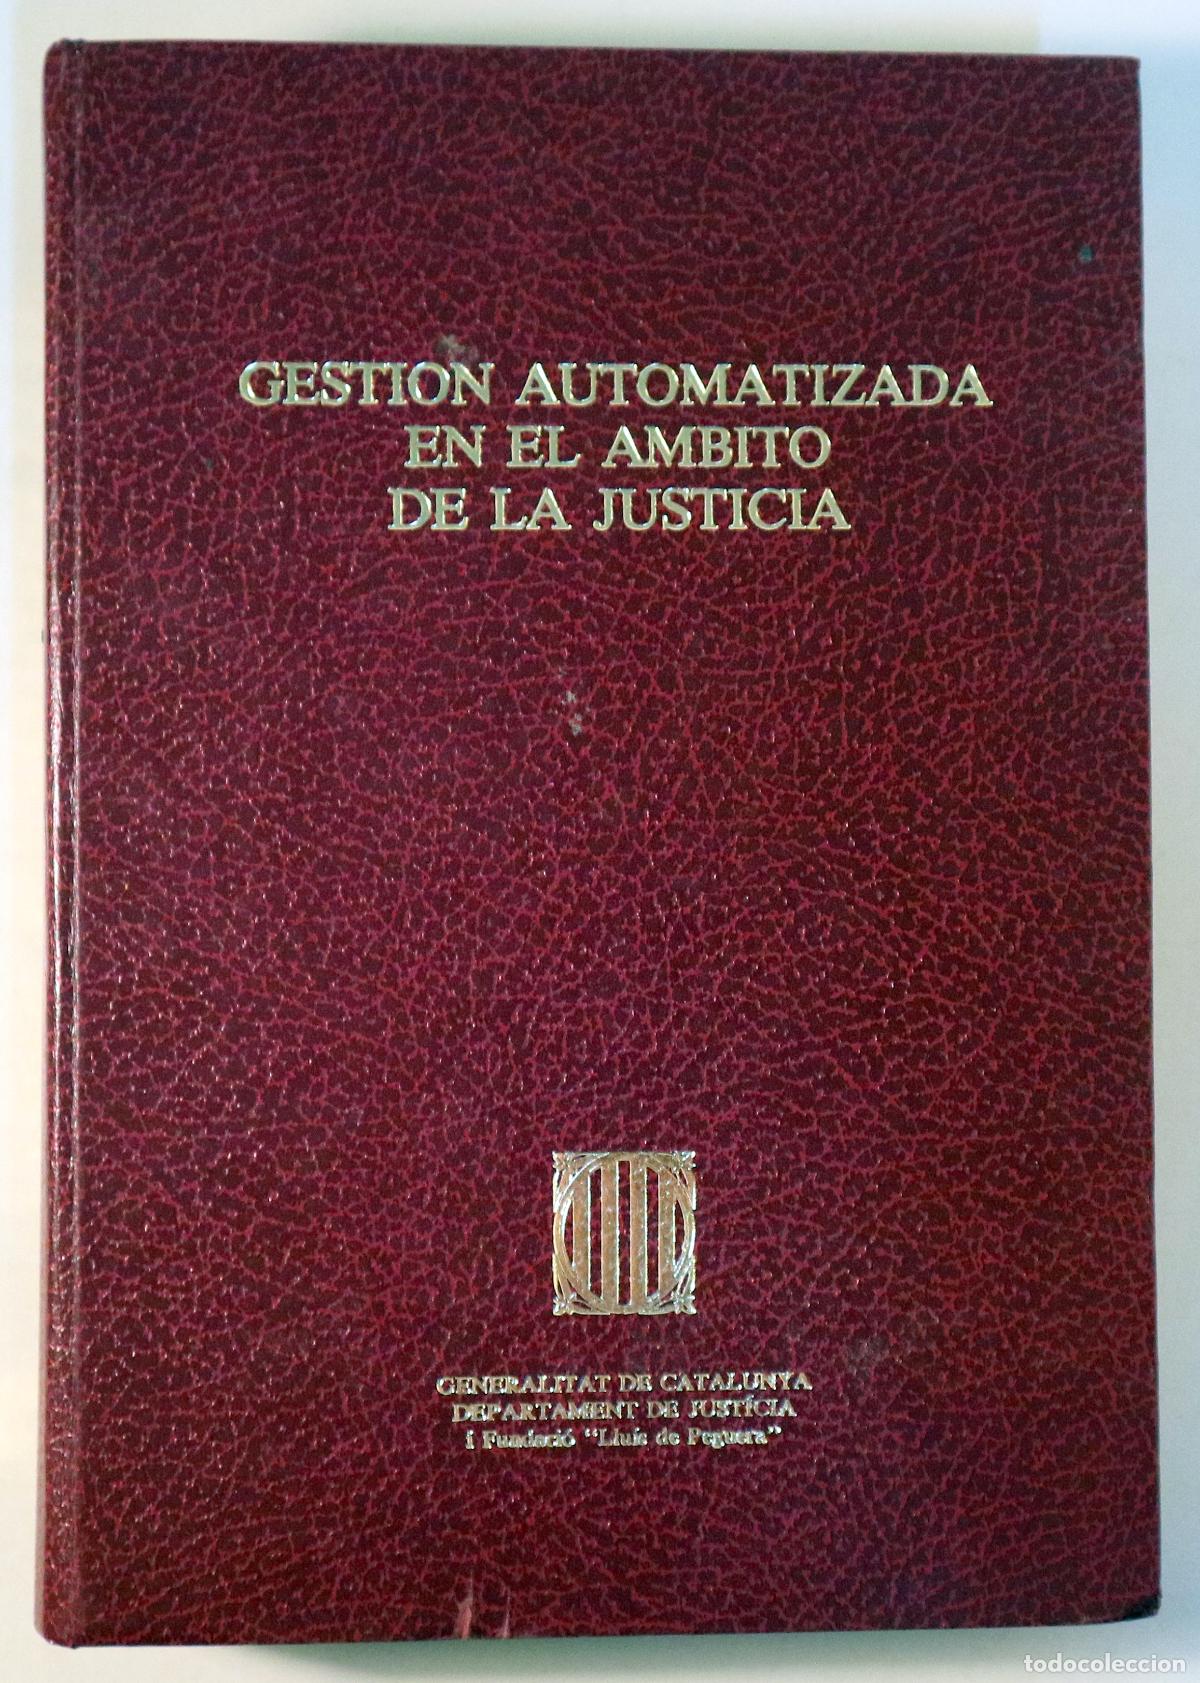 GESTION AUTOMATIZADA
EN EL AMBITO
DE LA JUSTICIA
GENERALITAT DE CATALUNYA
DEPARTAMENT DE JUSTÍCIA
i Fundació “Lluís de Peguera”
todocoleccion